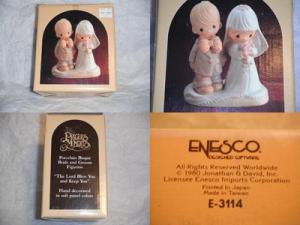 Precious
Moments
Porcelain Bisque
Bride and Groom
Figurine
"The Lord Bless You
and Keep You"
Hand decorated
in soft pastel colors
ENESCO.
DESIGNED GIFTWARE
All Rights Reserved Worldwide
© 1980 Jonathan & David, Inc.
Licensee Enesco Imports Corporation
Printed in Japan
Made in Taiwan
E-3114